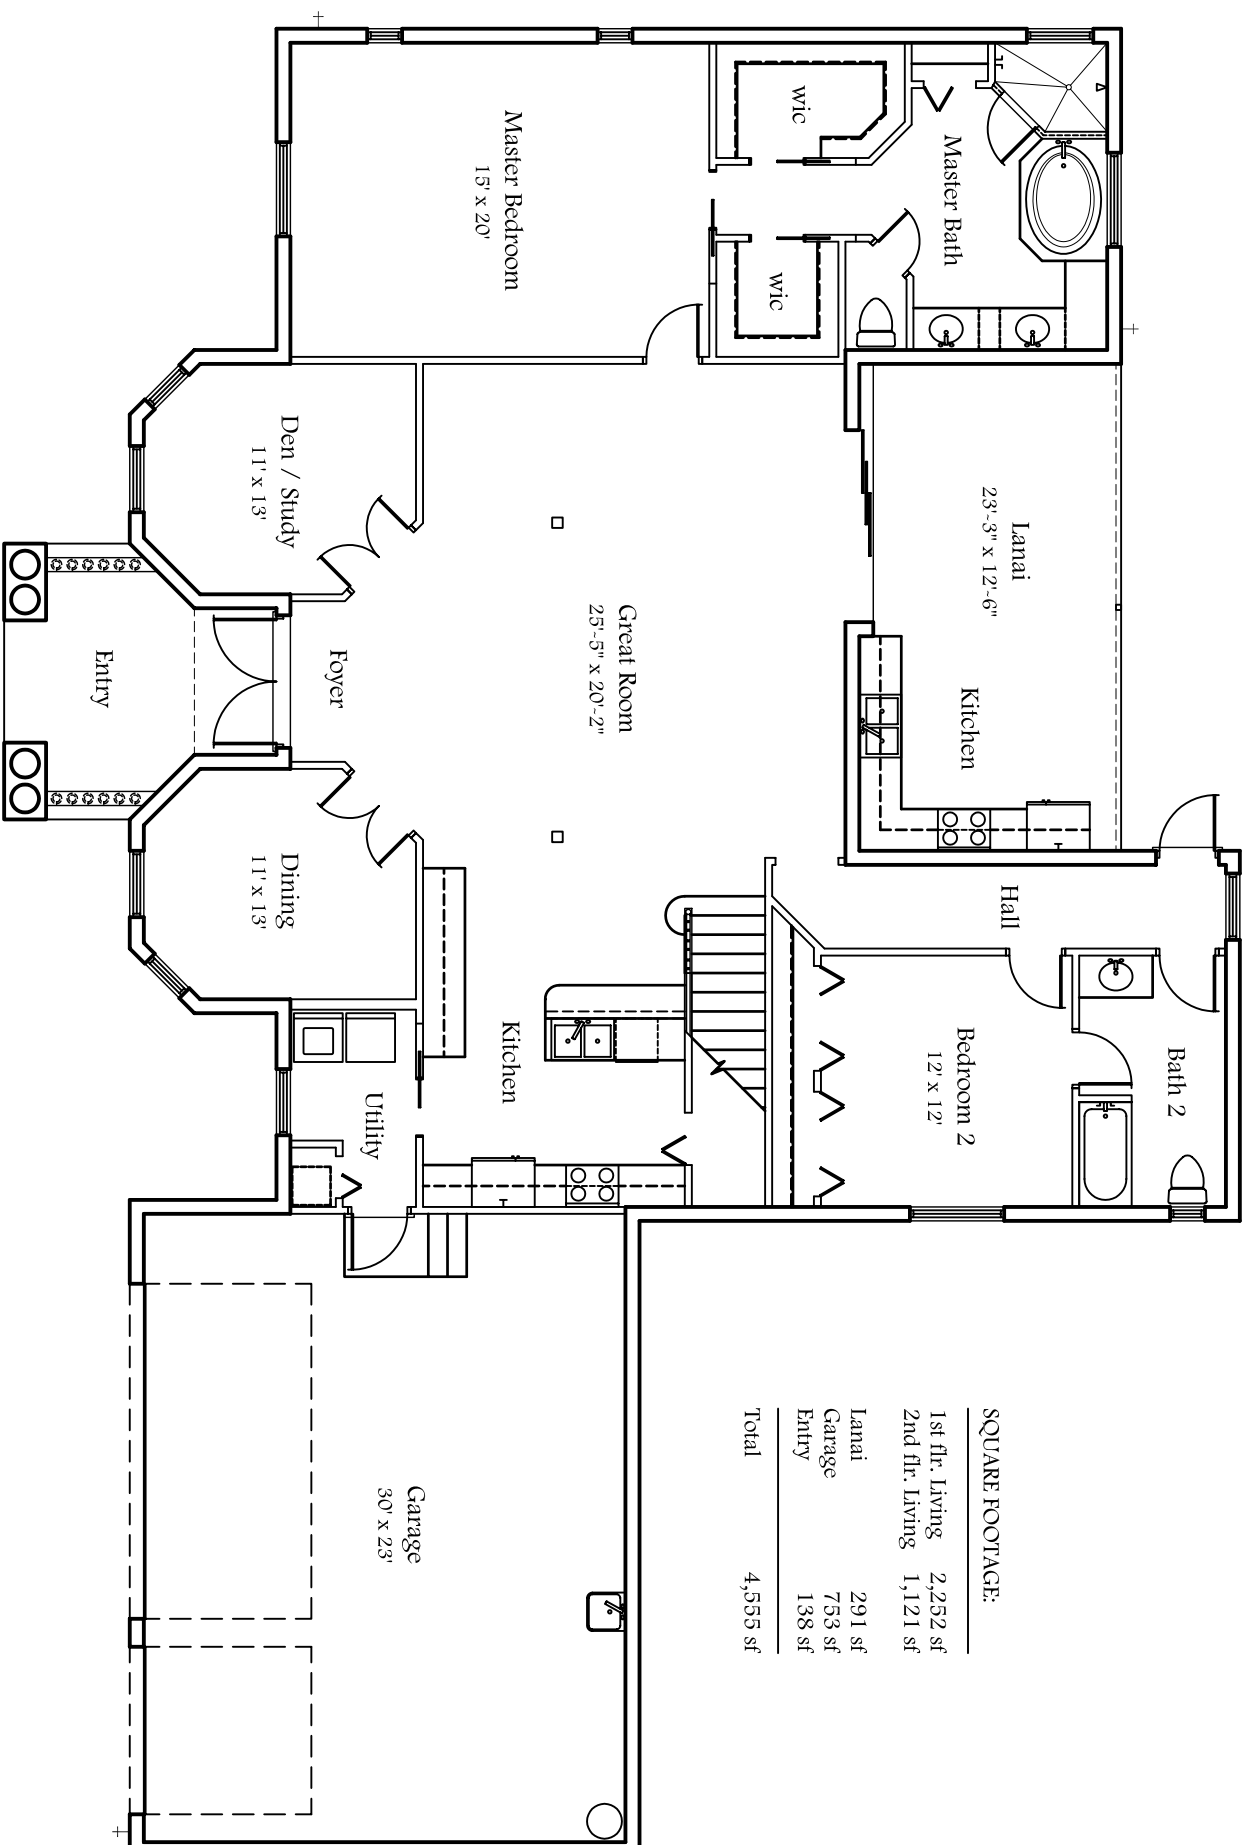 wic
wic
Master Bath
Master Bedroom
15' x 20'
Lanai
23'-3" x 12'-6"
Kitchen
Great Room
25'-5" x 20'-2"
Den / Study
11' x 13'
Foyer
Entry
Dining
11' x 13'
Hall
Bedroom 2
12' x 12'
Bath 2
Kitchen
Utility
Garage
30' x 23'
SQUARE FOOTAGE:
1st flr. Living 2,252 sf
2nd flr. Living 1,121 sf
Lanai 291 sf
Garage 753 sf
Entry 138 sf
Total 4,555 sf